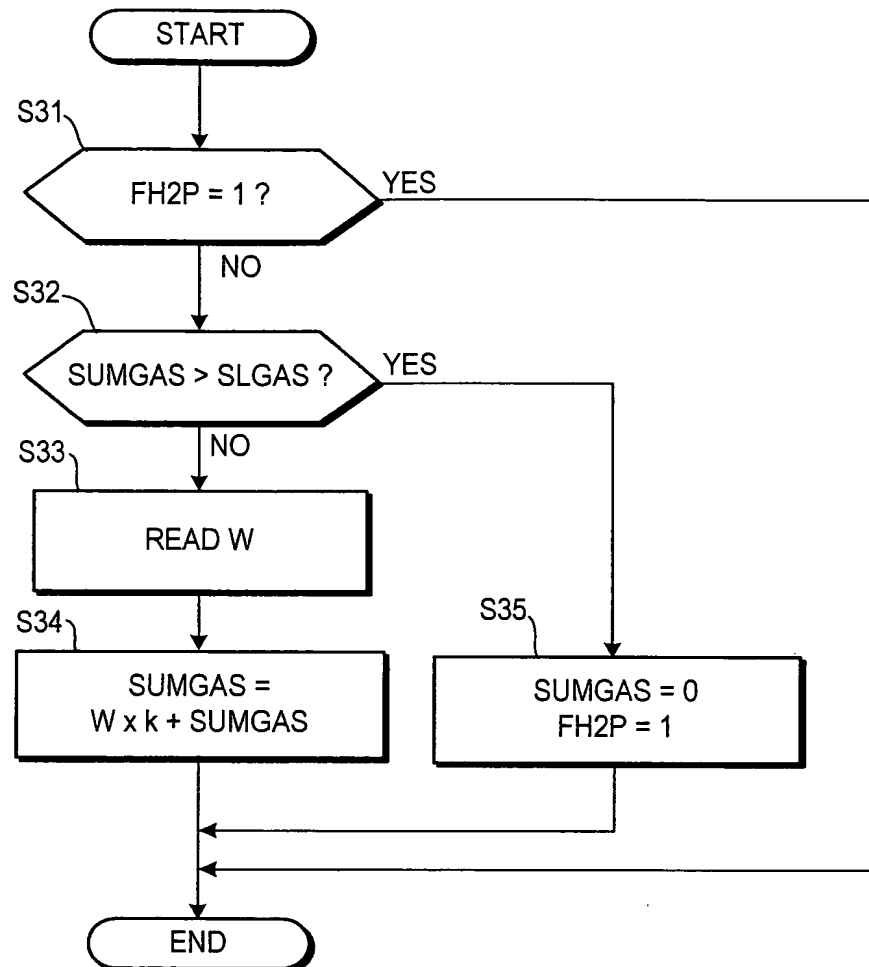 START
S31
FH2P = 1 ?
YES
NO
S32
SUMGAS > SLGAS ?
YES
NO
S33
READ W
S34
SUMGAS =
W x k + SUMGAS
S35
SUMGAS = 0
FH2P = 1
END